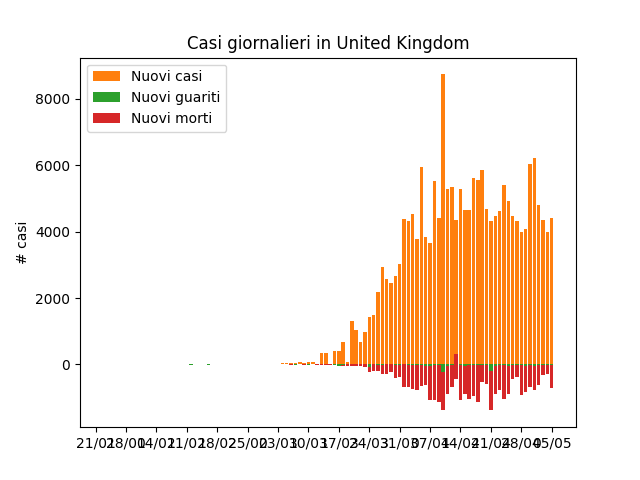 Casi giornalieri in United Kingdom
Nuovi casi
Nuovi guariti
Nuovi morti
# casi
8000
6000
4000
2000
0
21/01 28/01 04/02 11/02 18/02 25/02 03/03 10/03 17/03 24/03 31/03 07/04 14/04 21/04 28/04 05/05